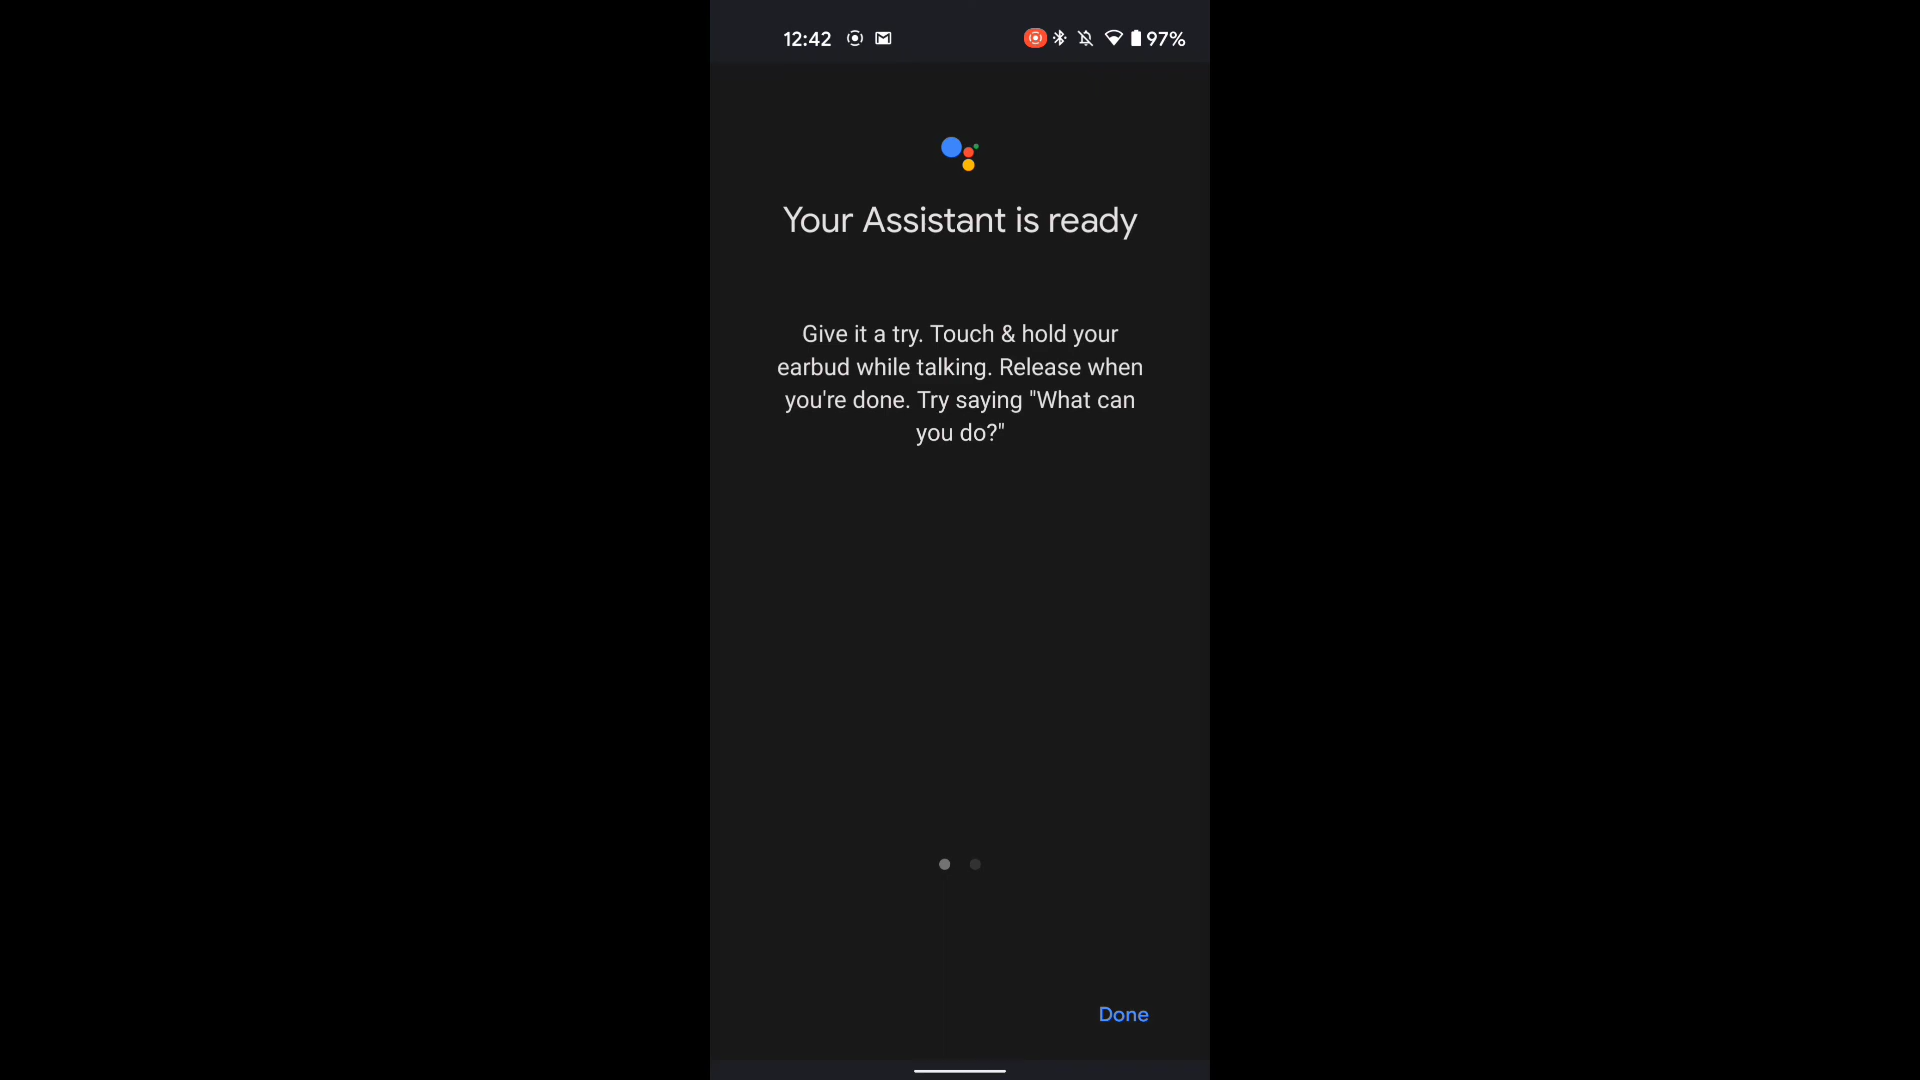 12:42 97%
Your Assistant is ready
Give it a try. Touch & hold your
earbud while talking. Release when
you're done. Try saying "What can
you do?"
Done